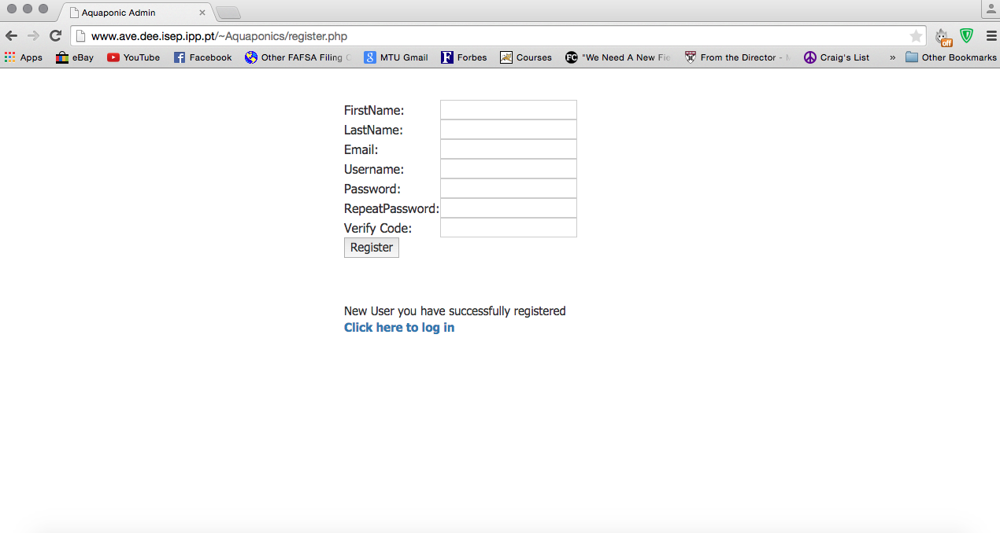 Aquaponic Admin
www.ave.dee.isep.ipp.pt/~Aquaponics/register.php
Apps eBay YouTube Facebook Other FAFSA Filing MTU Gmail Forbes Courses FC "We Need A New Fie From the Director - Craig's List » Other Bookmarks
off
FirstName:
LastName:
Email:
Username:
Password:
RepeatPassword:
Verify Code:
Register
New User you have successfully registered
Click here to log in